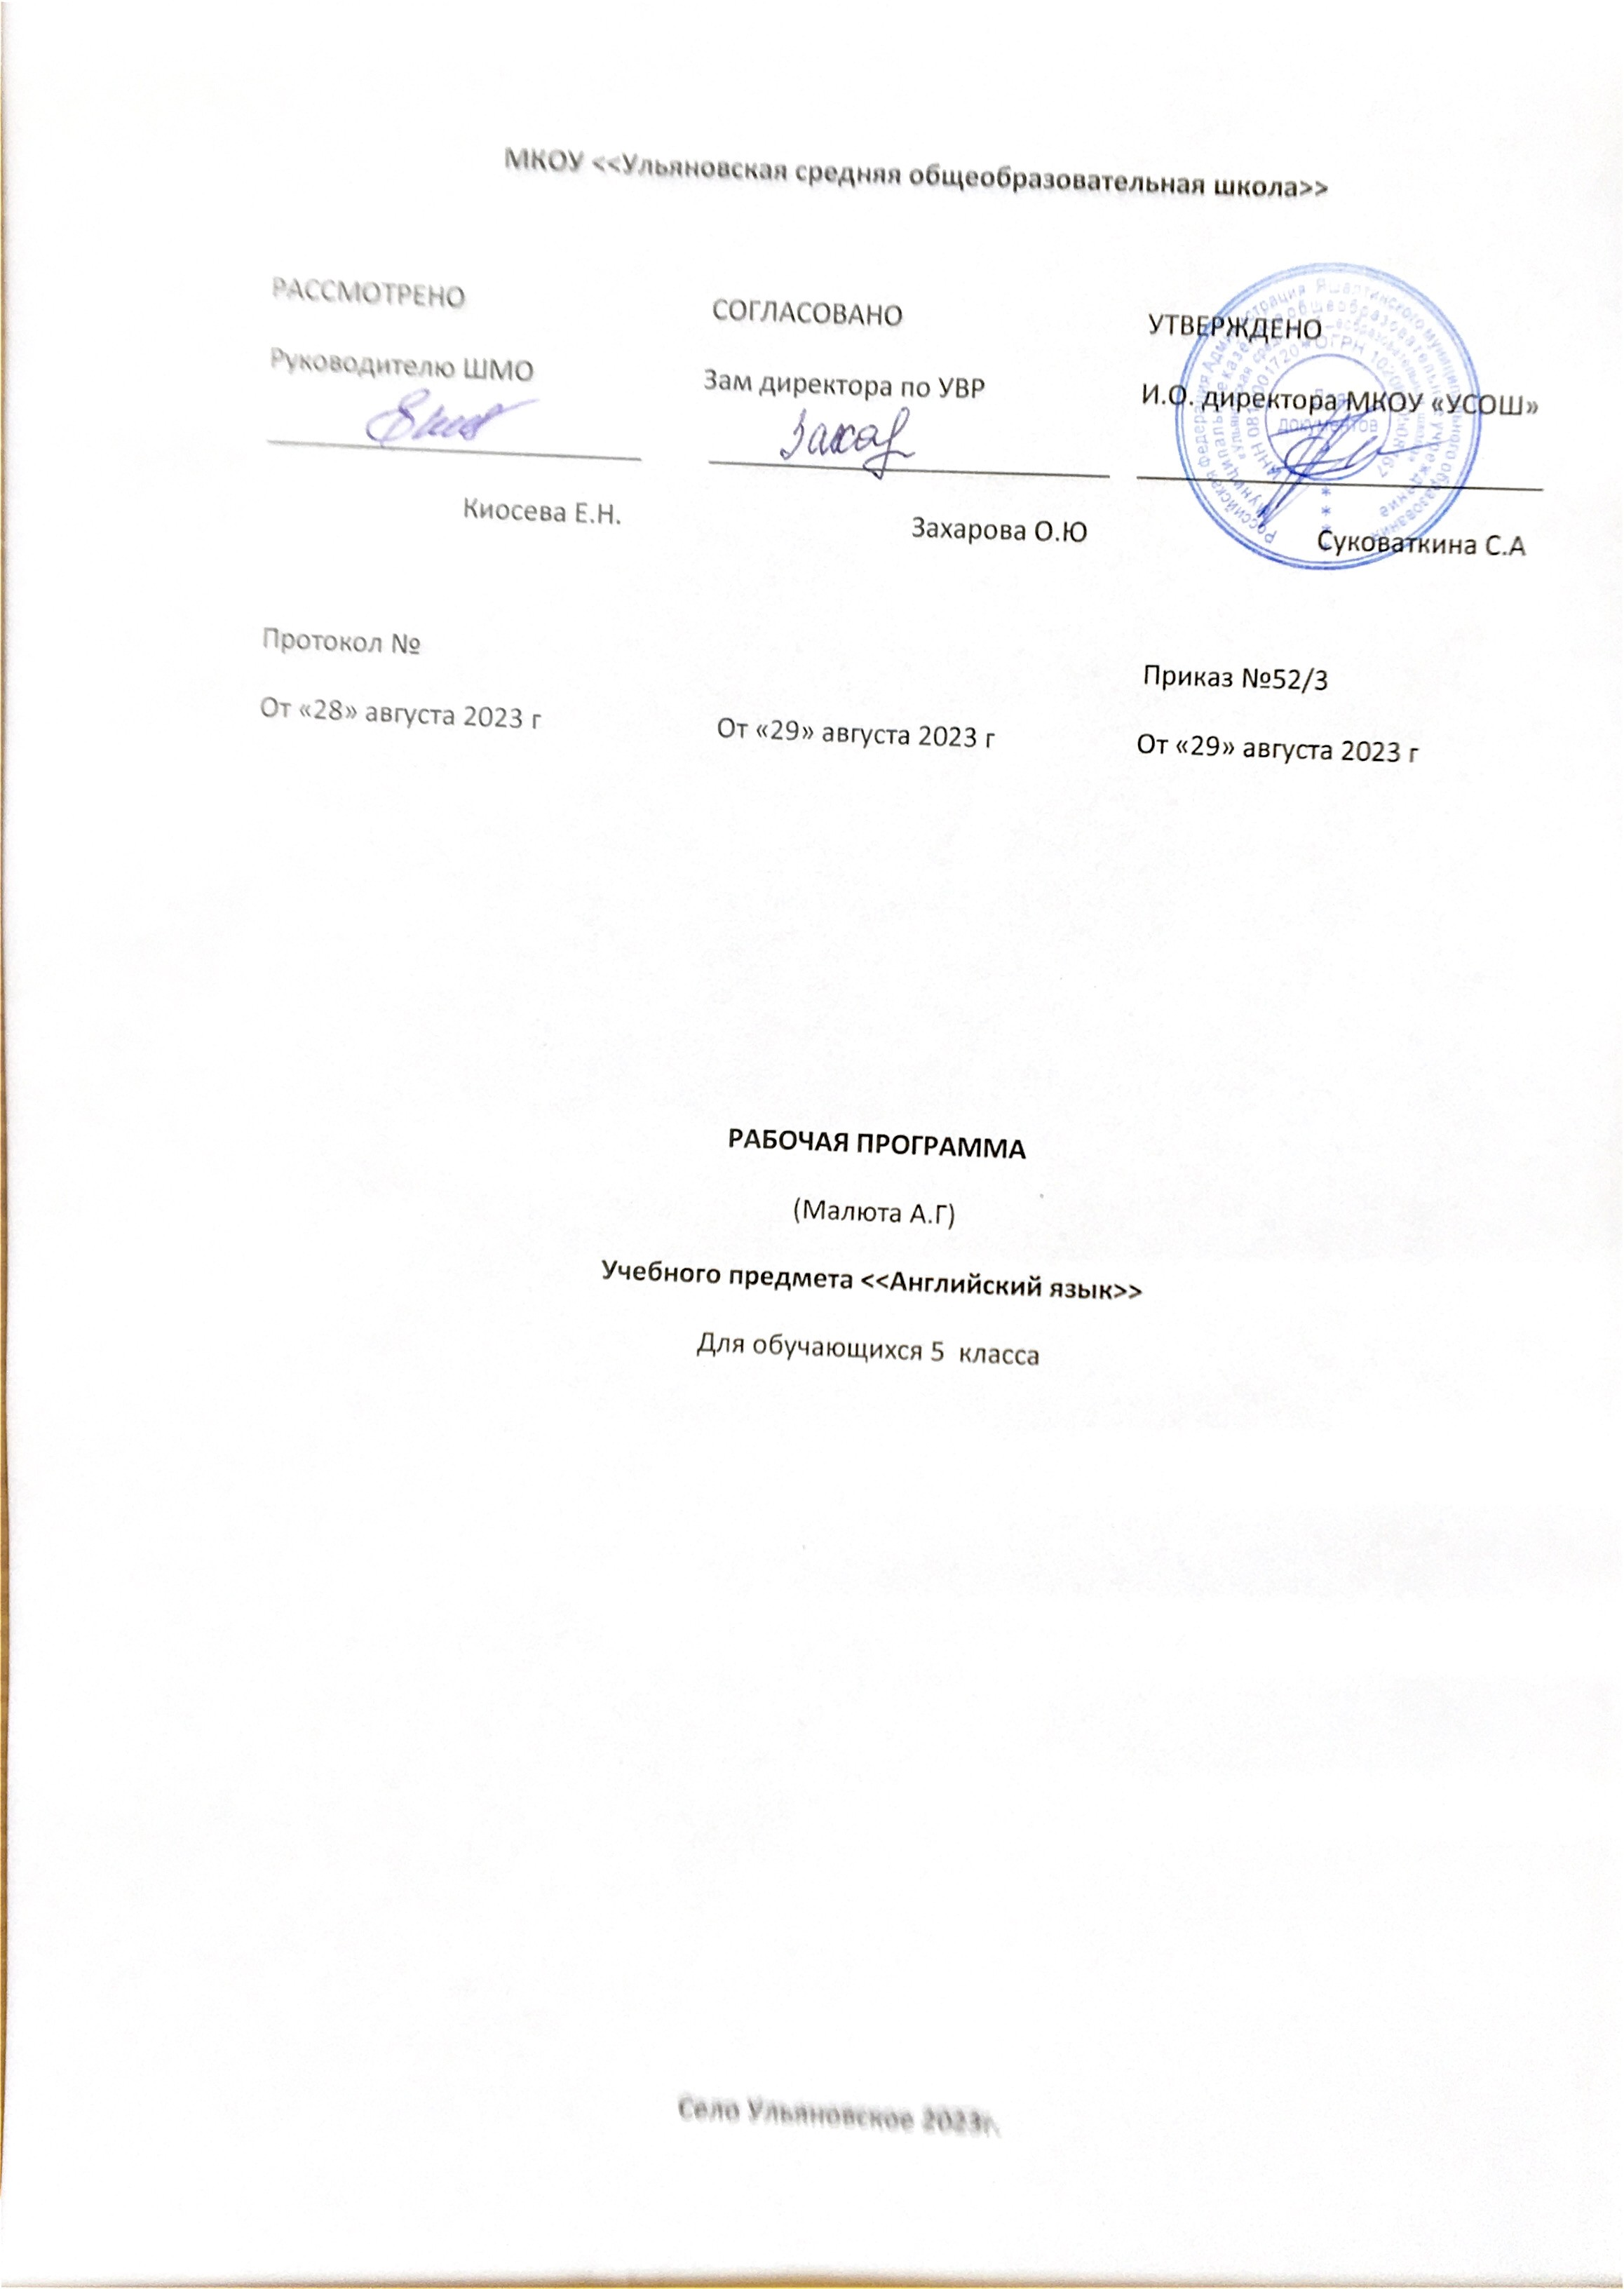 МКОУ <<Ульяновская средняя общеобразовательная школа>>
РАССМОТРЕНО
Руководителю ШМО
Киосева Е.Н.
Протокол №
От «28» августа 2023 г
СОГЛАСОВАНО
Зам директора по УВР
Захарова О.Ю
От «29» августа 2023 г
УТВЕРЖДЕНО
И.О. директора МКОУ «УСОШ»
Суковаткина С.А
Приказ №52/3
От «29» августа 2023 г
РАБОЧАЯ ПРОГРАММА
(Малюта А.Г)
Учебного предмета <<Английский язык>>
Для обучающихся 5 класса
Село Ульяновское 2023г.